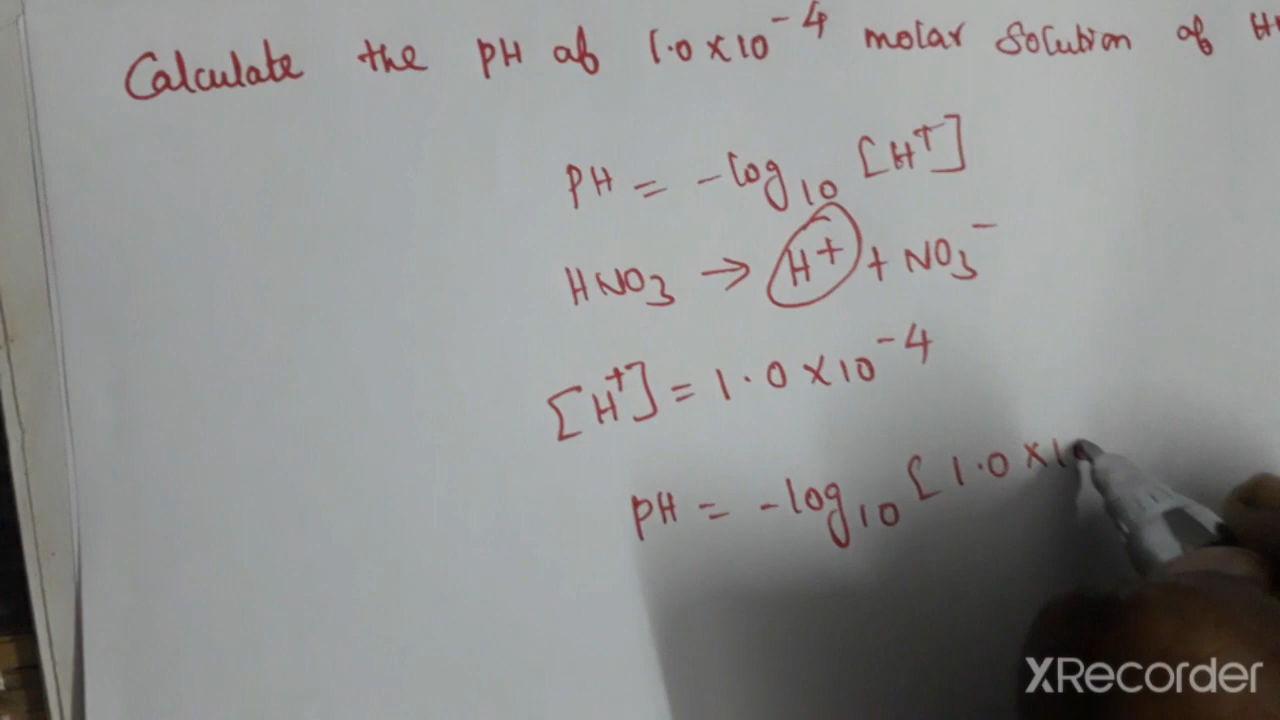 Calculate the pH of 1.0×10⁻⁴ molar Solution of
pH = -log₁₀ [H⁺]
HNO₃ → H⁺ + NO₃⁻
[H⁺] = 1.0×10⁻⁴
pH = -log₁₀ [1.0×10
XRecorder